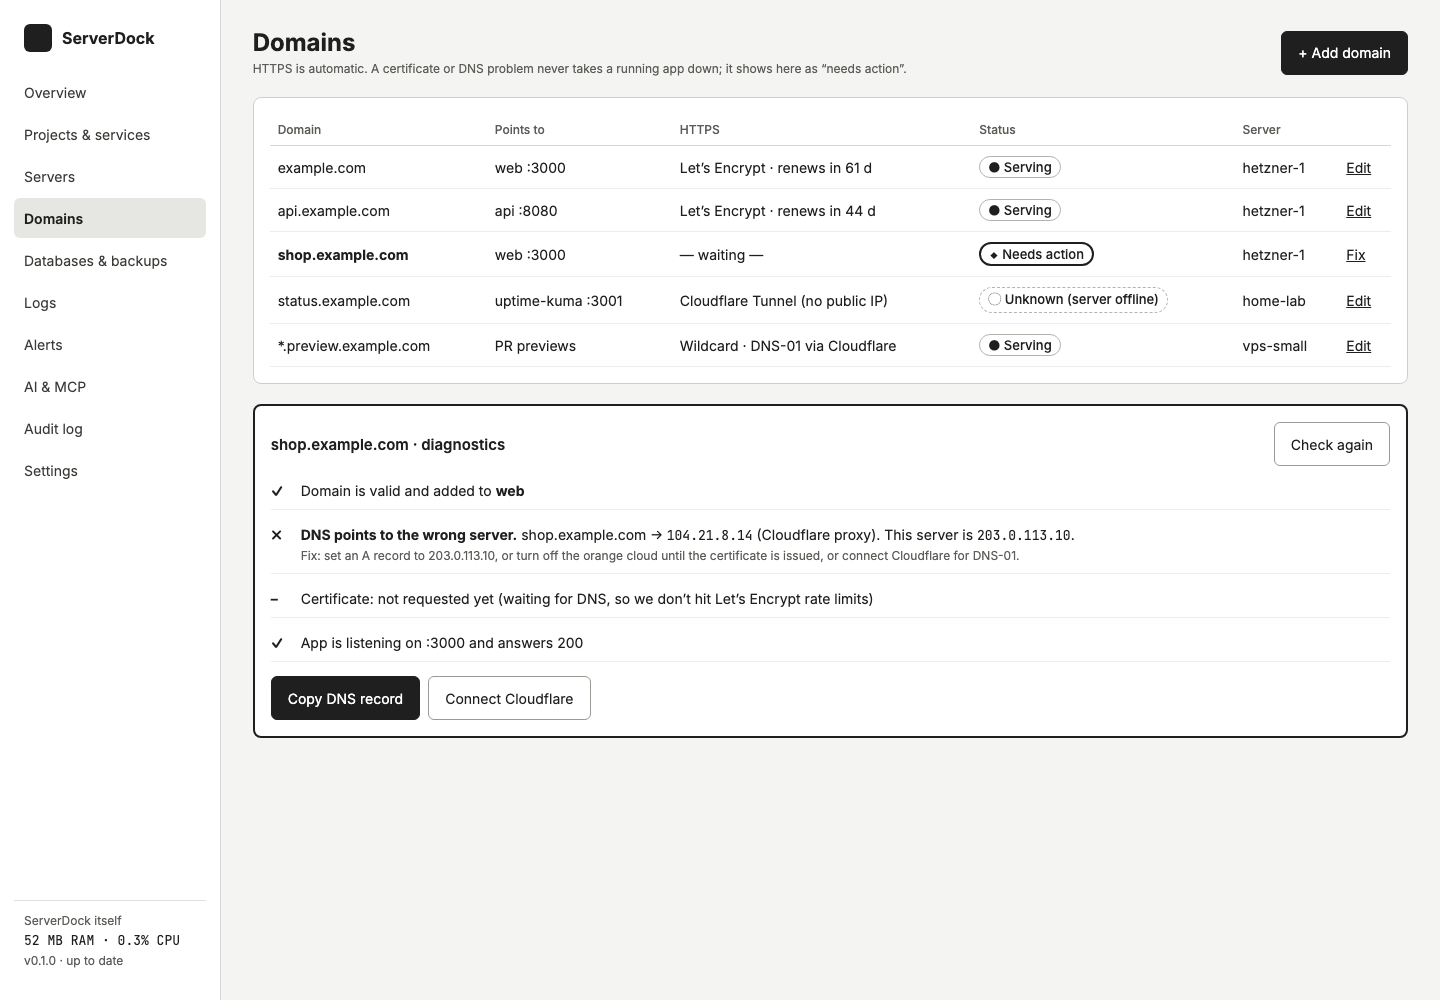 ServerDock
Overview
Projects & services
Servers
Domains
Databases & backups
Logs
Alerts
AI & MCP
Audit log
Settings
ServerDock itself
52 MB RAM · 0.3% CPU
v0.1.0 · up to date
Domains
HTTPS is automatic. A certificate or DNS problem never takes a running app down; it shows here as “needs action”.
+ Add domain
Domain Points to HTTPS Status Server
example.com web :3000 Let’s Encrypt · renews in 61 d Serving hetzner-1 Edit
api.example.com api :8080 Let’s Encrypt · renews in 44 d Serving hetzner-1 Edit
shop.example.com web :3000 — waiting — ◆ Needs action hetzner-1 Fix
status.example.com uptime-kuma :3001 Cloudflare Tunnel (no public IP) Unknown (server offline) home-lab Edit
*.preview.example.com PR previews Wildcard · DNS-01 via Cloudflare Serving vps-small Edit
shop.example.com · diagnostics
Check again
✓ Domain is valid and added to web
✕ DNS points to the wrong server. shop.example.com → 104.21.8.14 (Cloudflare proxy). This server is 203.0.113.10.
Fix: set an A record to 203.0.113.10, or turn off the orange cloud until the certificate is issued, or connect Cloudflare for DNS-01.
– Certificate: not requested yet (waiting for DNS, so we don’t hit Let’s Encrypt rate limits)
✓ App is listening on :3000 and answers 200
Copy DNS record
Connect Cloudflare